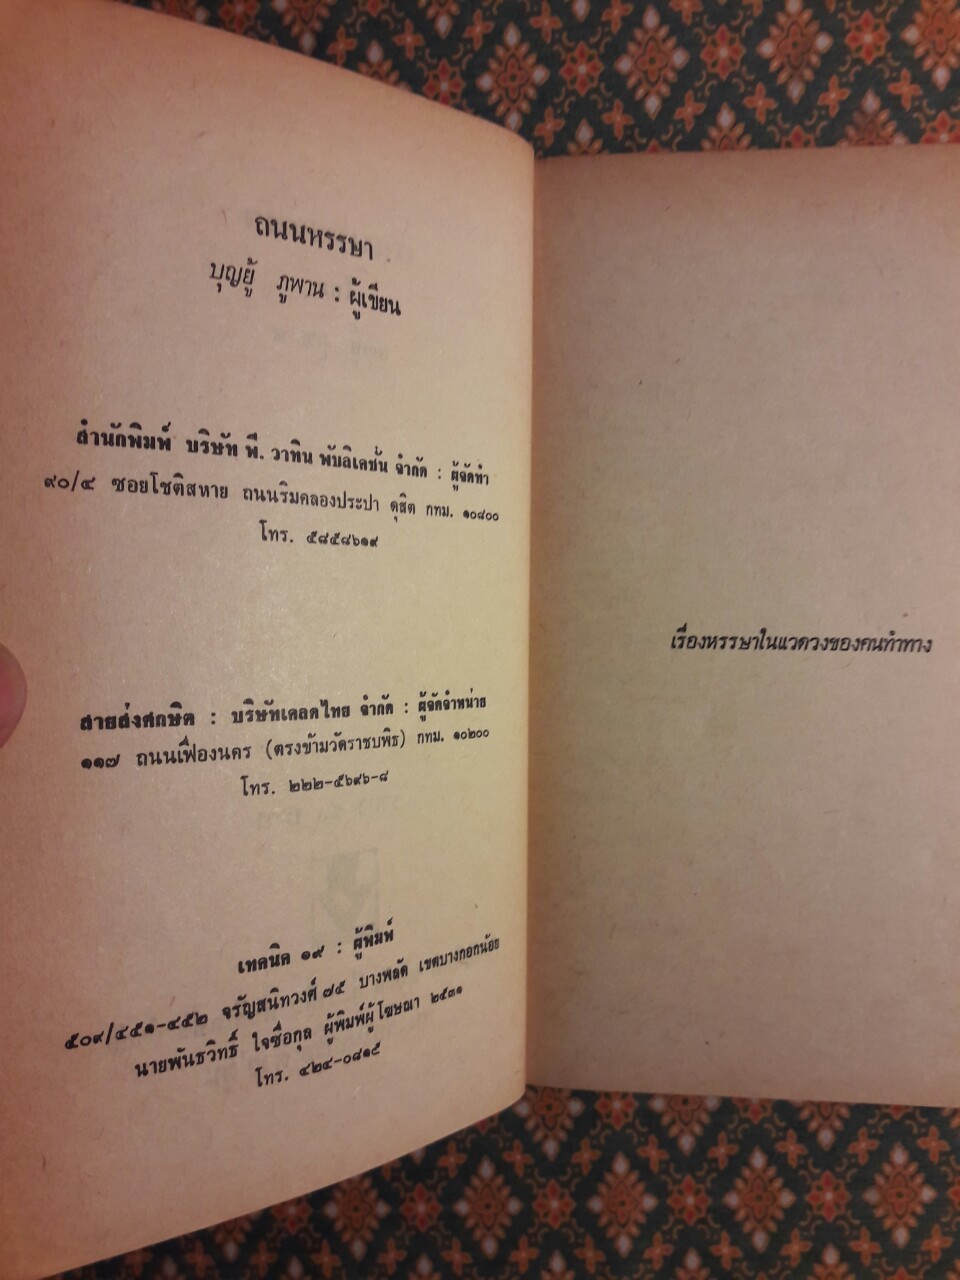 ถนนหรรษา
บุญยู้ ภูพาน : ผู้เขียน
สำนักพิมพ์ บริษัท พี. วาทิน พับลิเคชั่น จำกัด : ผู้จัดทำ
๙๐/๔ ซอยโชติสหาย ถนนริมคลองประปา ดุสิต กทม. ๑๐๘๐๐
โทร. ๕๘๕๘๖๑๙
สายส่งศึกษิต : บริษัทเคล็ดไทย จำกัด : ผู้จัดจำหน่าย
๑๑๗ ถนนเฟื่องนคร (ตรงข้ามวัดราชบพิธ) กทม. ๑๐๒๐๐
โทร. ๒๒๒-๕๖๙๖-๘
เทคนิค ๑๙ : ผู้พิมพ์
๕๐๙/๔๕๑-๔๕๒ จรัญสนิทวงศ์ ๗๕ บางพลัด เขตบางกอกน้อย
นายพันธวิทธิ์ ใจซื่อกุล ผู้พิมพ์ผู้โฆษณา ๒๕๓๑
โทร. ๔๒๔-๐๘๑๕
เรื่องหรรษาในแวดวงของคนทำทาง